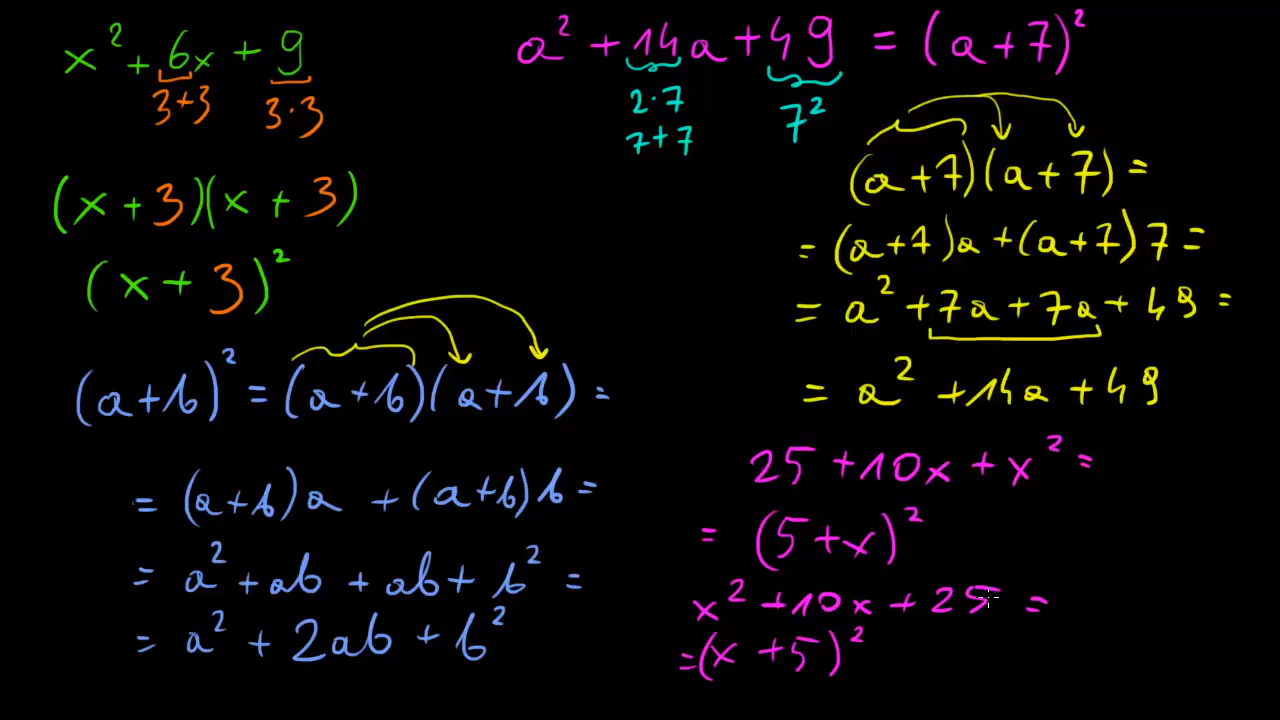 x² + 6x + 9
3+3 3·3
(x + 3)(x + 3)
(x + 3)²
(a+b)² = (a+b)(a+b) =
= (a+b)a + (a+b)b =
= a² + ab + ab + b² =
= a² + 2ab + b²
a² + 14a + 49 = (a+7)²
2·7 7²
7+7
(a+7)(a+7) =
= (a+7)a + (a+7)7 =
= a² + 7a + 7a + 49 =
= a² + 14a + 49
25 + 10x + x² =
= (5+x)²
x² + 10x + 25 =
= (x + 5)²